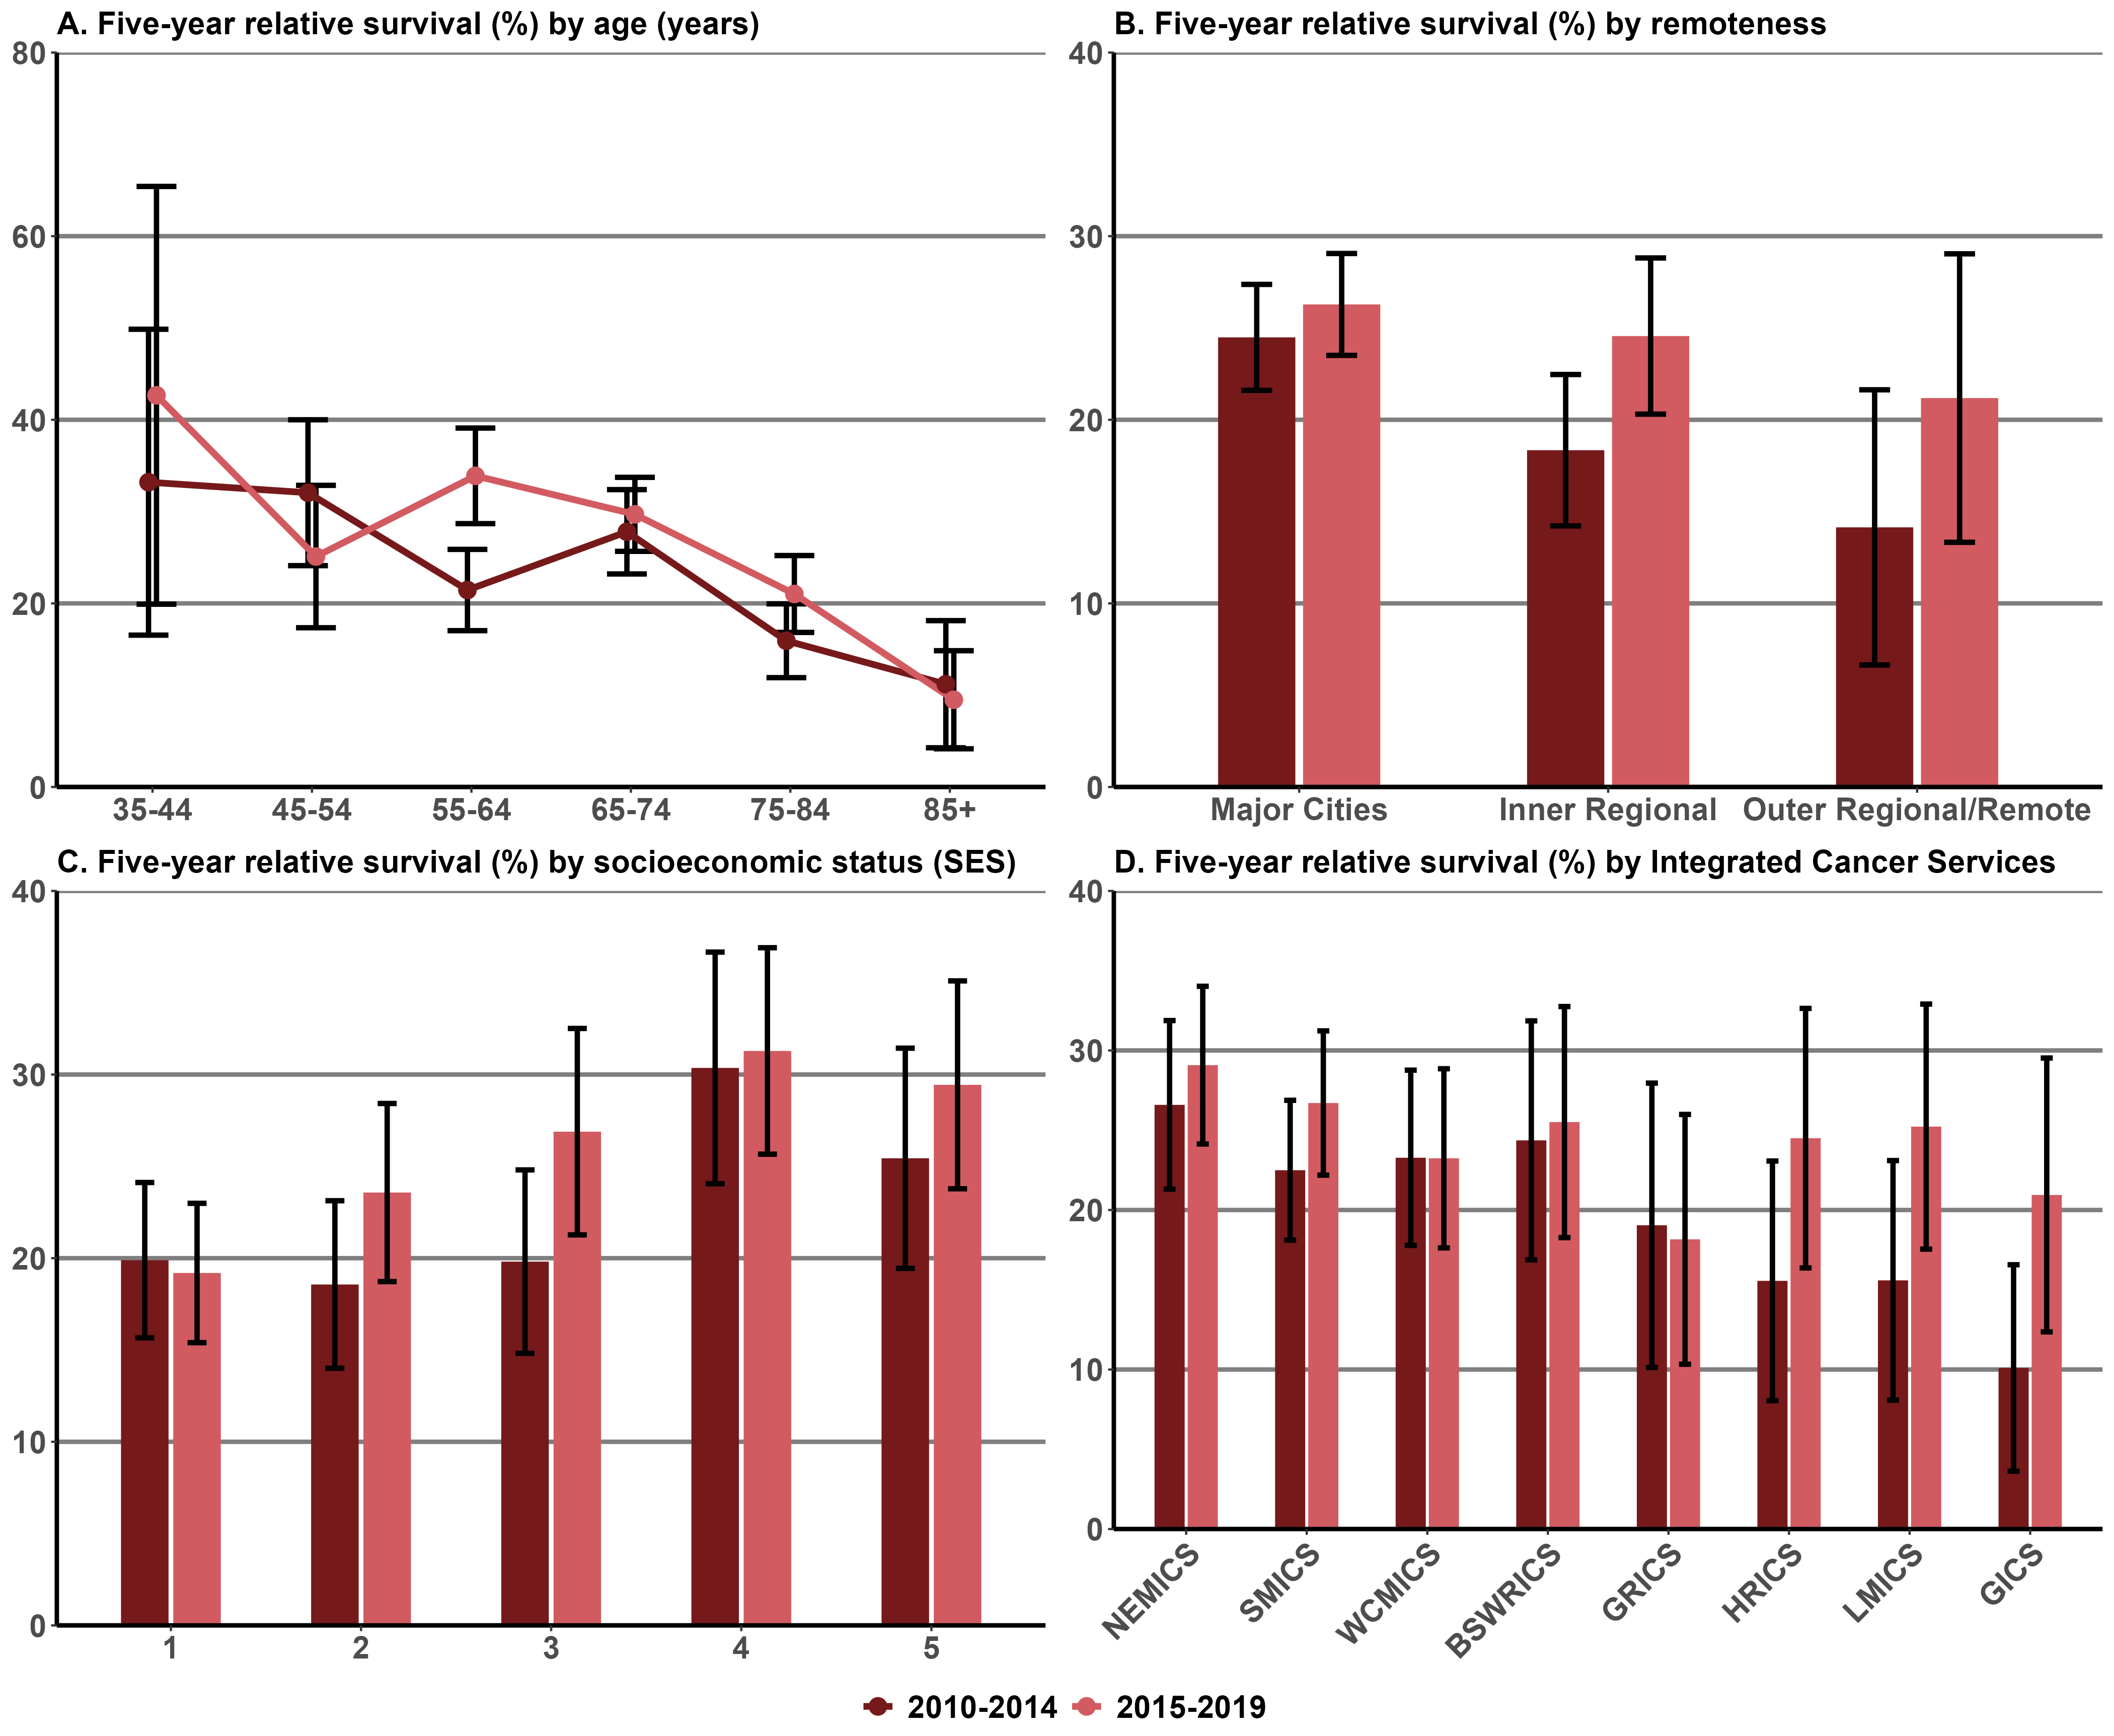 A. Five-year relative survival (%) by age (years)
80
60
40
20
0
35-44 45-54 55-64 65-74 75-84 85+
B. Five-year relative survival (%) by remoteness
40
30
20
10
0
Major Cities Inner Regional Outer Regional/Remote
C. Five-year relative survival (%) by socioeconomic status (SES)
40
30
20
10
0
1 2 3 4 5
D. Five-year relative survival (%) by Integrated Cancer Services
40
30
20
10
0
NEMICS SMICS WCMICS BSWRICS GRICS HRICS LMICS GICS
2010-2014 2015-2019